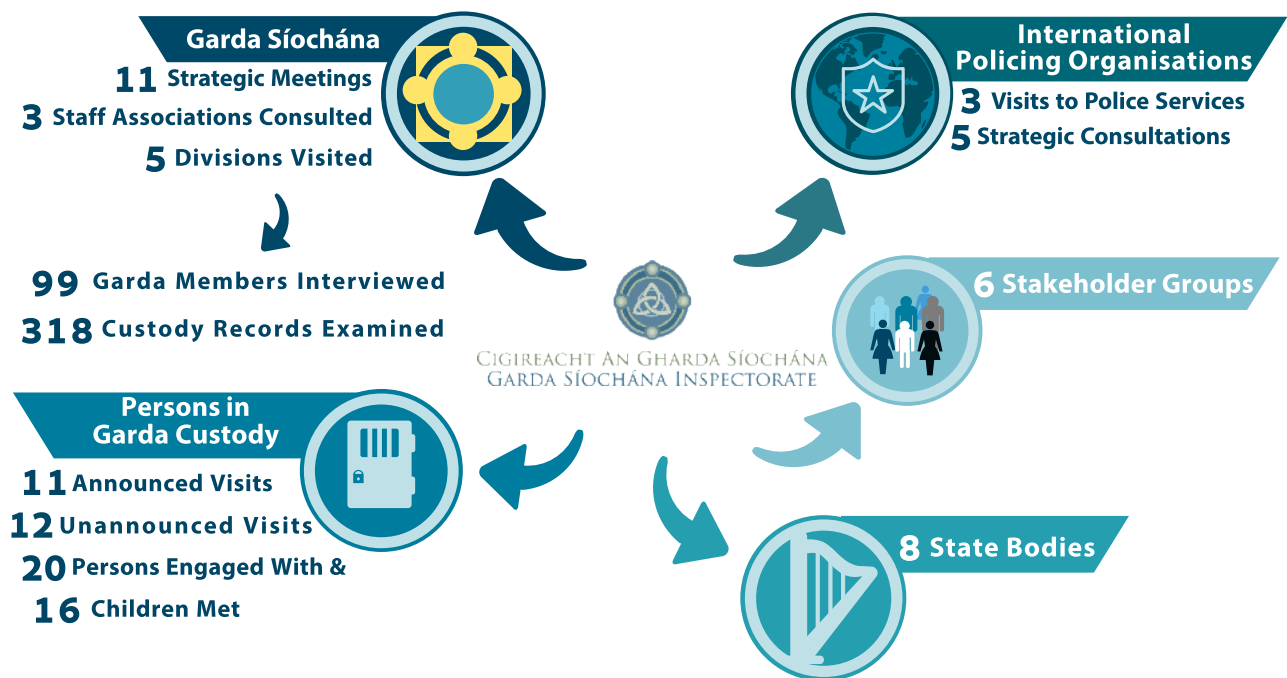 Garda Síochána
11 Strategic Meetings
3 Staff Associations Consulted
5 Divisions Visited
99 Garda Members Interviewed
318 Custody Records Examined
International
Policing Organisations
3 Visits to Police Services
5 Strategic Consultations
6 Stakeholder Groups
CIGIREACHT AN GHARDA SÍOCHÁNA
GARDA SÍOCHÁNA INSPECTORATE
Persons in
Garda Custody
11 Announced Visits
12 Unannounced Visits
20 Persons Engaged With &
16 Children Met
8 State Bodies